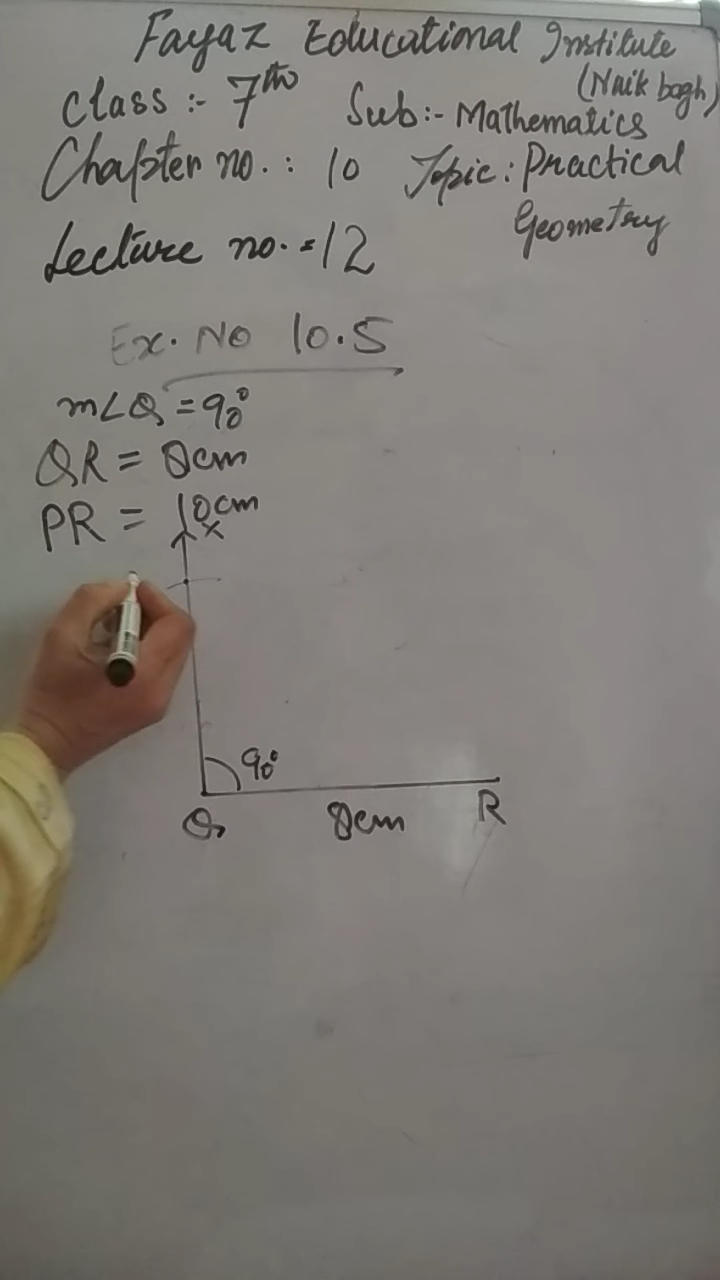 Fayaz Educational Institute
(Naik bagh)
Class :- 7th Sub:- Mathematics
Chapter no. : 10 Topic : Practical
Geometry
Lecture no. = 12
Ex. No 10.5
m∠Q = 90°
QR = 8cm
PR = 10cm
X
90°
Q 8cm R